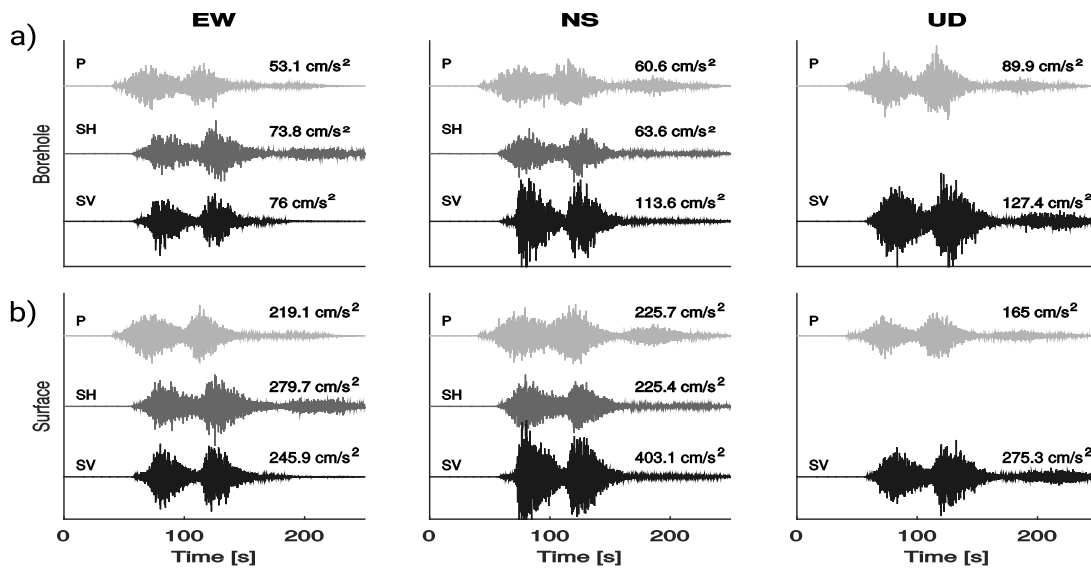 EW NS UD
a)
P 53.1 cm/s² P 60.6 cm/s² P 89.9 cm/s²
Borehole
SH 73.8 cm/s² SH 63.6 cm/s²
SV 76 cm/s² SV 113.6 cm/s² SV 127.4 cm/s²
b)
P 219.1 cm/s² P 225.7 cm/s² P 165 cm/s²
Surface
SH 279.7 cm/s² SH 225.4 cm/s²
SV 245.9 cm/s² SV 403.1 cm/s² SV 275.3 cm/s²
0 100 200 0 100 200 0 100 200
Time [s] Time [s] Time [s]